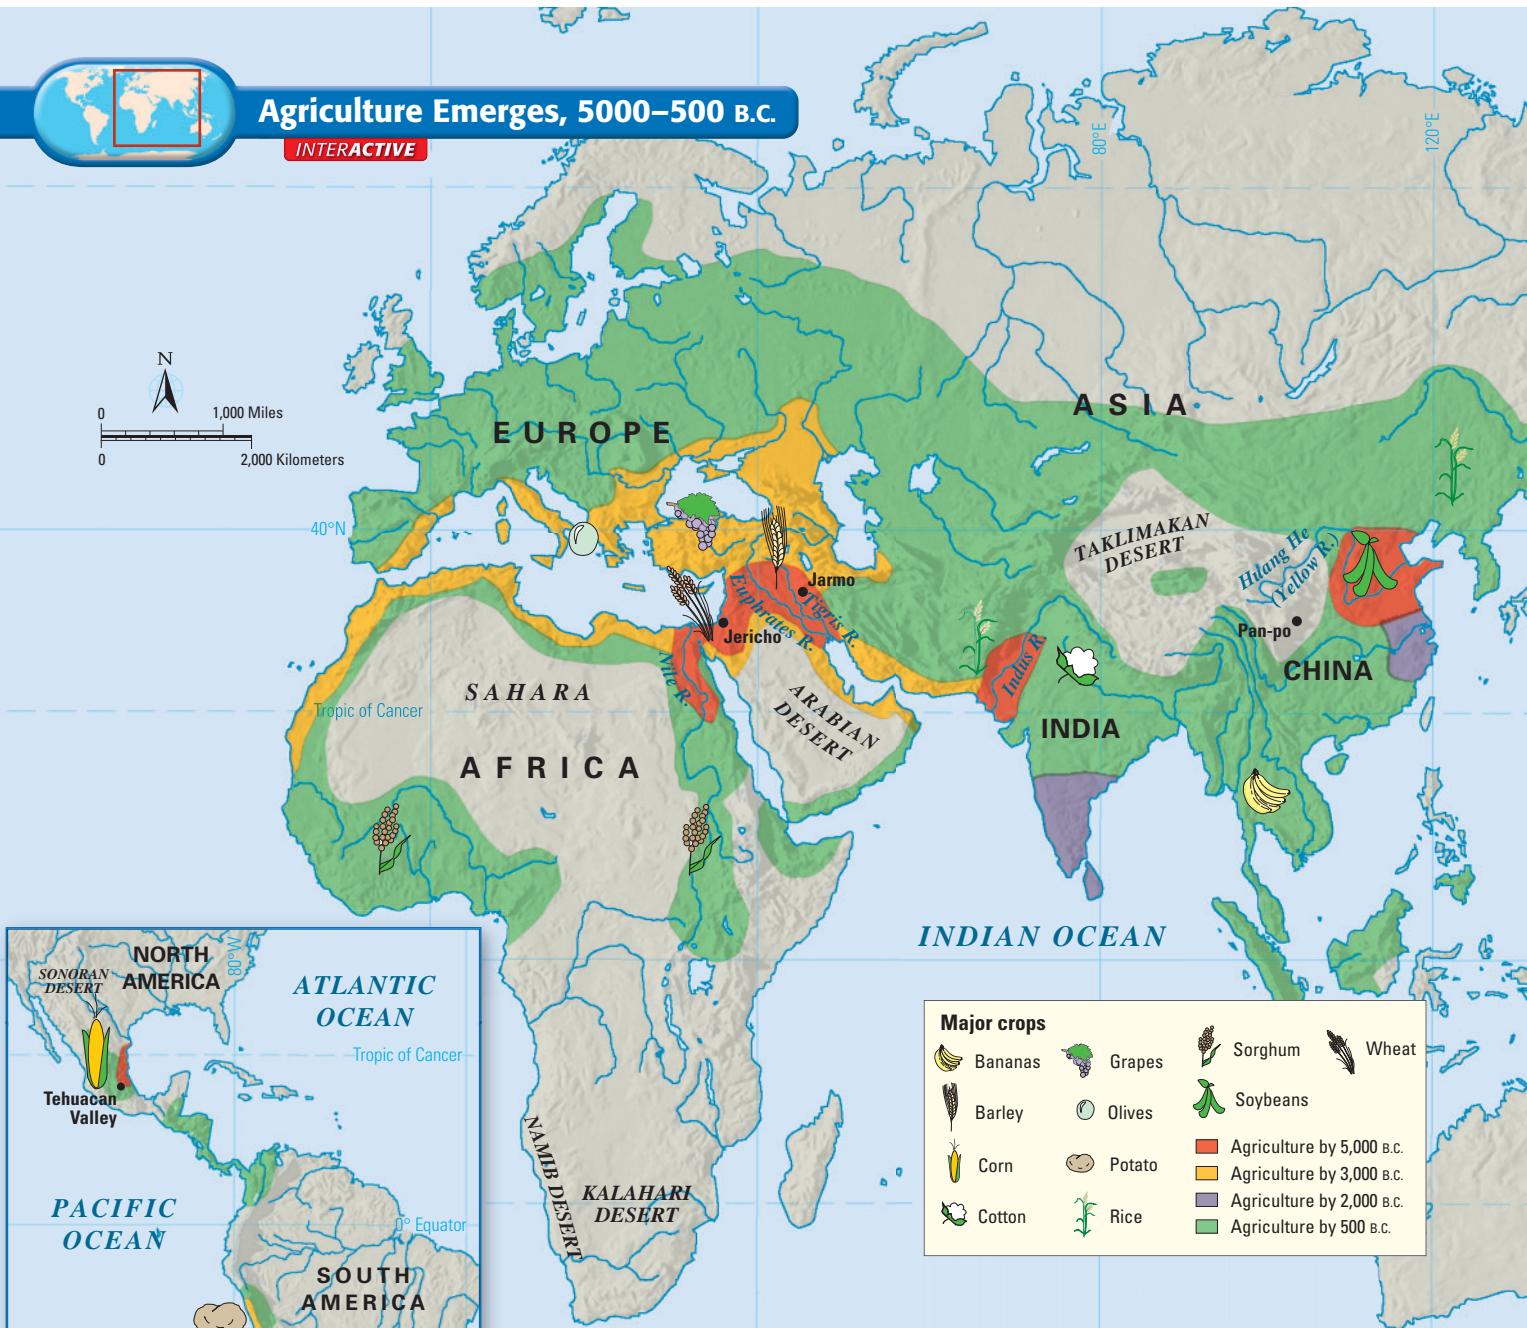 Agriculture Emerges, 5000–500 B.C.
INTERACTIVE
80°E
120°E
N
0
1,000 Miles
0
2,000 Kilometers
EUROPE
ASIA
40°N
TAKLIMAKAN
DESERT
Huang He
(Yellow R.)
Jarmo
Euphrates R.
Tigris R.
Jericho
Pan-po
Nile R.
Indus R.
CHINA
SAHARA
ARABIAN
DESERT
Tropic of Cancer
INDIA
AFRICA
INDIAN OCEAN
NORTH
AMERICA
80°W
SONORAN
DESERT
ATLANTIC
OCEAN
Tropic of Cancer
Tehuacan
Valley
PACIFIC
OCEAN
0° Equator
SOUTH
AMERICA
NAMIB DESERT
KALAHARI
DESERT
Major crops
Bananas
Grapes
Sorghum
Wheat
Barley
Olives
Soybeans
Corn
Potato
Cotton
Rice
Agriculture by 5,000 B.C.
Agriculture by 3,000 B.C.
Agriculture by 2,000 B.C.
Agriculture by 500 B.C.